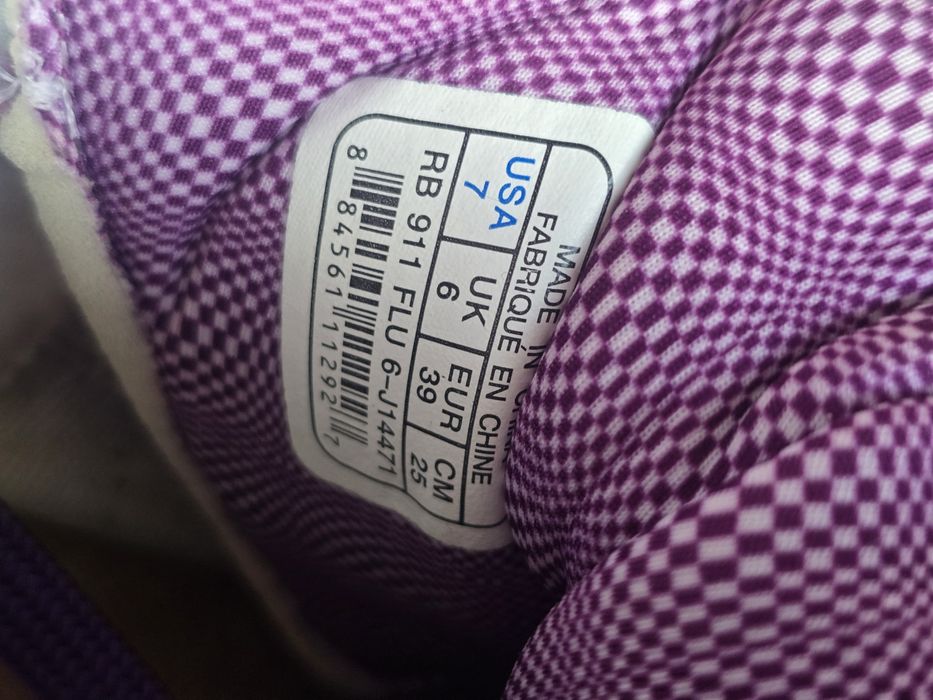 MADE IN
FABRIQUÉ EN CHINE
USA UK EUR CM
7 6 39 25
RB 911 FLU 6-J14471
8 84561 11292 7